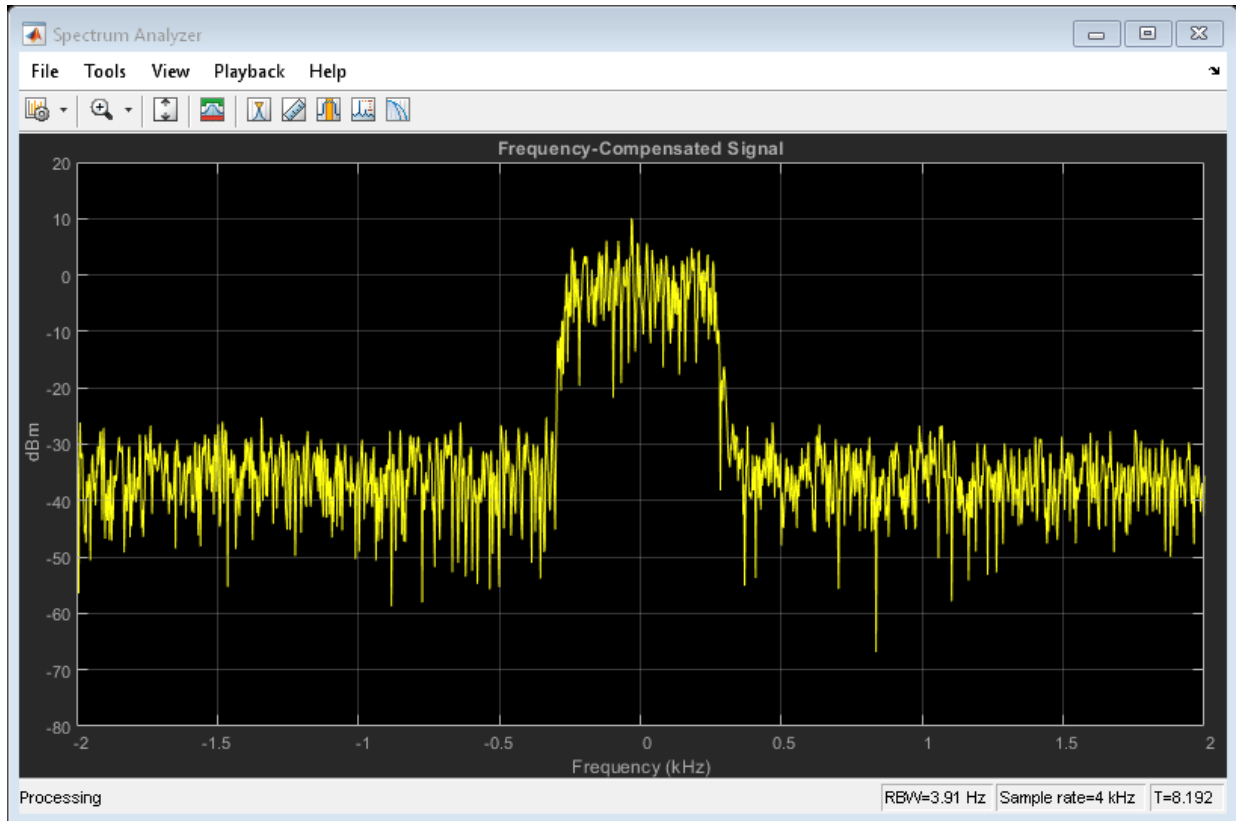 Spectrum Analyzer
File Tools View Playback Help
Frequency-Compensated Signal
20
10
0
-10
-20
-30
-40
-50
-60
-70
-80
dBm
-2 -1.5 -1 -0.5 0 0.5 1 1.5 2
Frequency (kHz)
Processing RBW=3.91 Hz Sample rate=4 kHz T=8.192